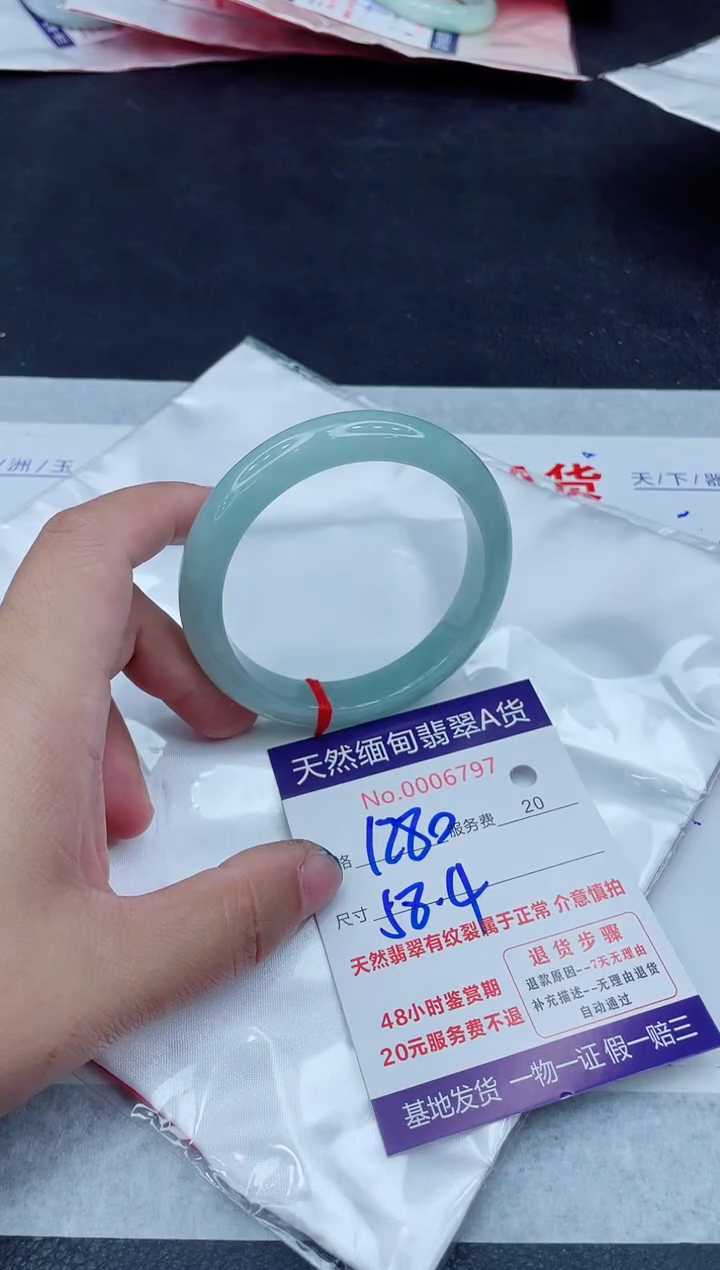 洲/玉
货
天/下/
天然缅甸翡翠A货
No.0006797
格 1280 服务费 20
尺寸 58.4
天然翡翠有纹裂属于正常 介意慎拍
48小时鉴赏期
20元服务费不退
退货步骤
退款原因--7天无理由
补充描述--无理由退货
自动通过
基地发货 一物一证 假一赔三